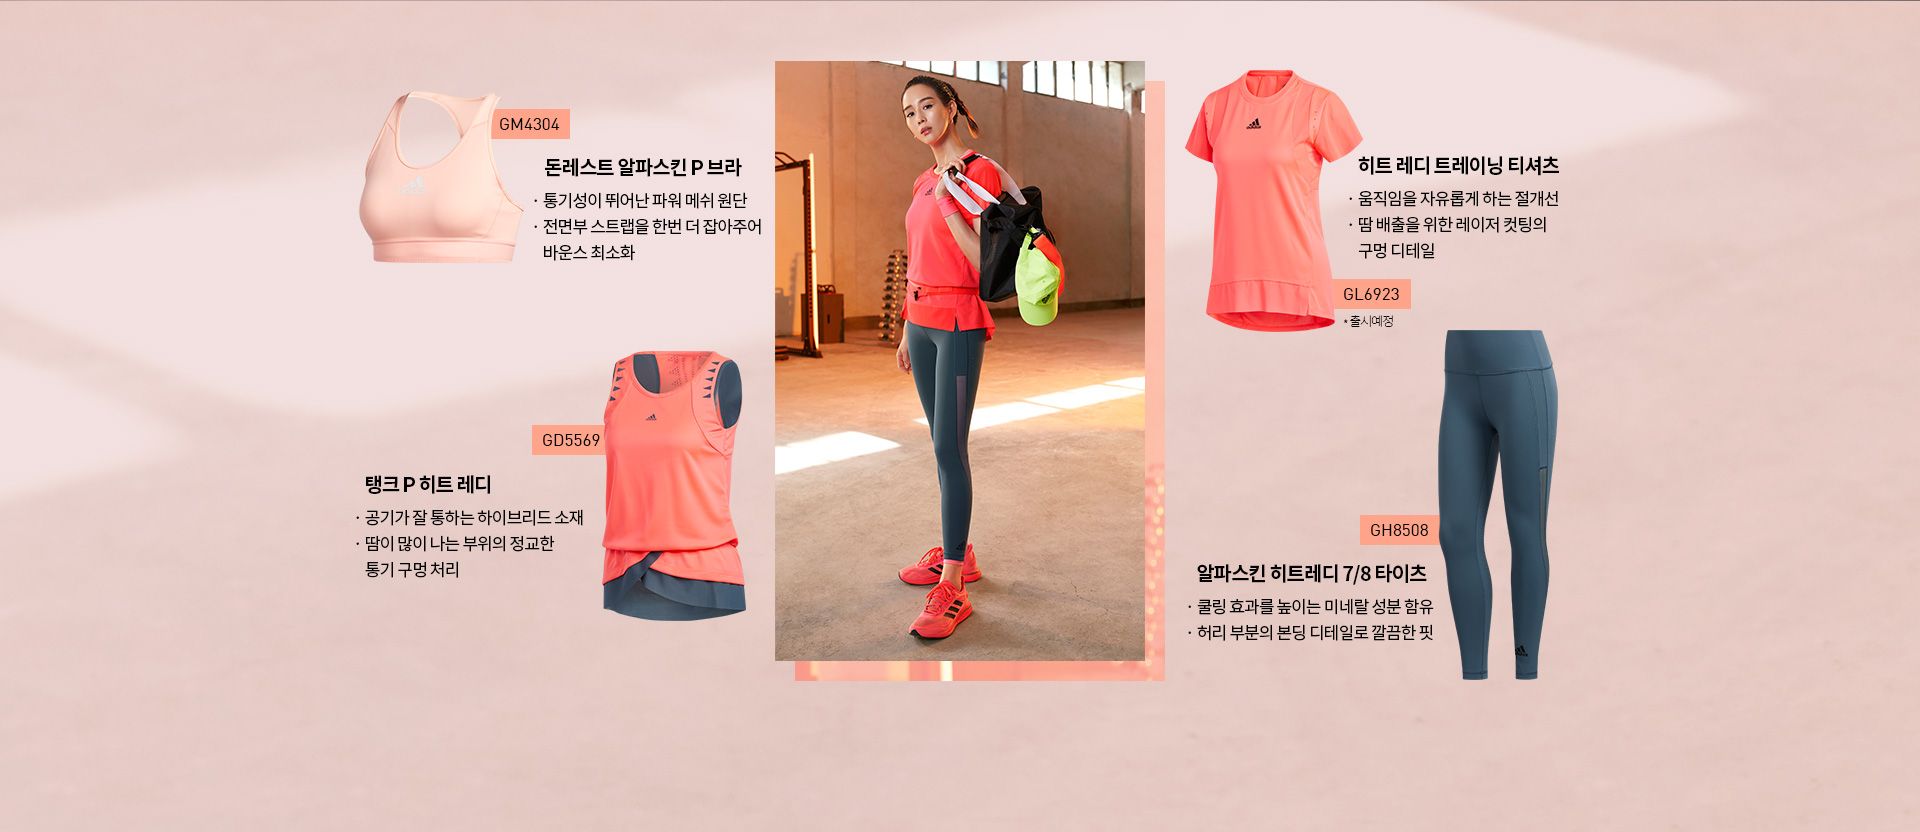 GM4304
돈레스트 알파스킨 P 브라
· 통기성이 뛰어난 파워 메쉬 원단
· 전면부 스트랩을 한번 더 잡아주어
바운스 최소화
GD5569
탱크 P 히트 레디
· 공기가 잘 통하는 하이브리드 소재
· 땀이 많이 나는 부위의 정교한
통기 구멍 처리
히트 레디 트레이닝 티셔츠
· 움직임을 자유롭게 하는 절개선
· 땀 배출을 위한 레이저 컷팅의
구멍 디테일
GL6923
*출시예정
GH8508
알파스킨 히트레디 7/8 타이츠
· 쿨링 효과를 높이는 미네랄 성분 함유
· 허리 부분의 본딩 디테일로 깔끔한 핏